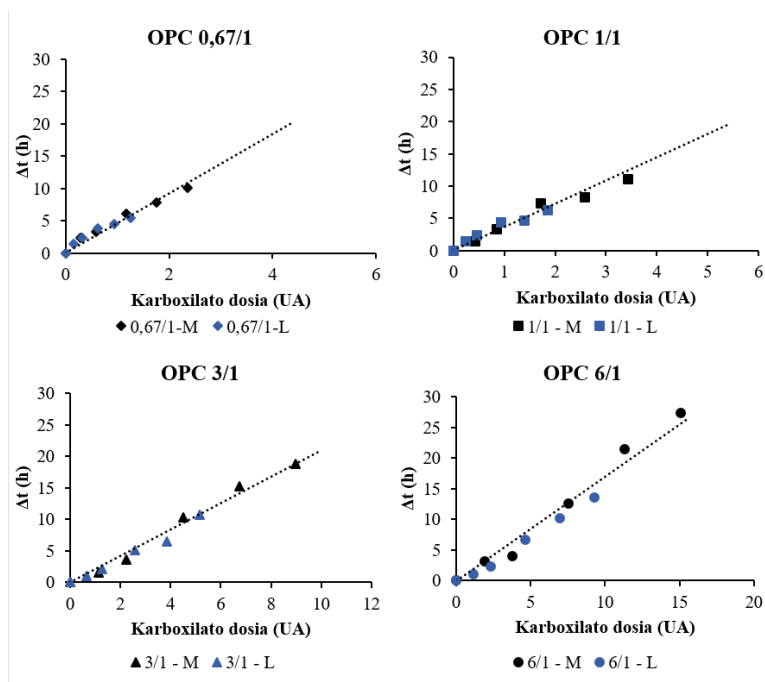 OPC 0,67/1
30
25
20
15
10
5
0
Δt (h)
0 2 4 6
Karboxilato dosia (UA)
0,67/1-M 0,67/1-L
OPC 1/1
30
25
20
15
10
5
0
Δt (h)
0 1 2 3 4 5 6
Karboxilato dosia (UA)
1/1 - M 1/1 - L
OPC 3/1
30
25
20
15
10
5
0
Δt (h)
0 2 4 6 8 10 12
Karboxilato dosia (UA)
3/1 - M 3/1 - L
OPC 6/1
30
25
20
15
10
5
0
Δt (h)
0 5 10 15 20
Karboxilato dosia (UA)
6/1 - M 6/1 - L